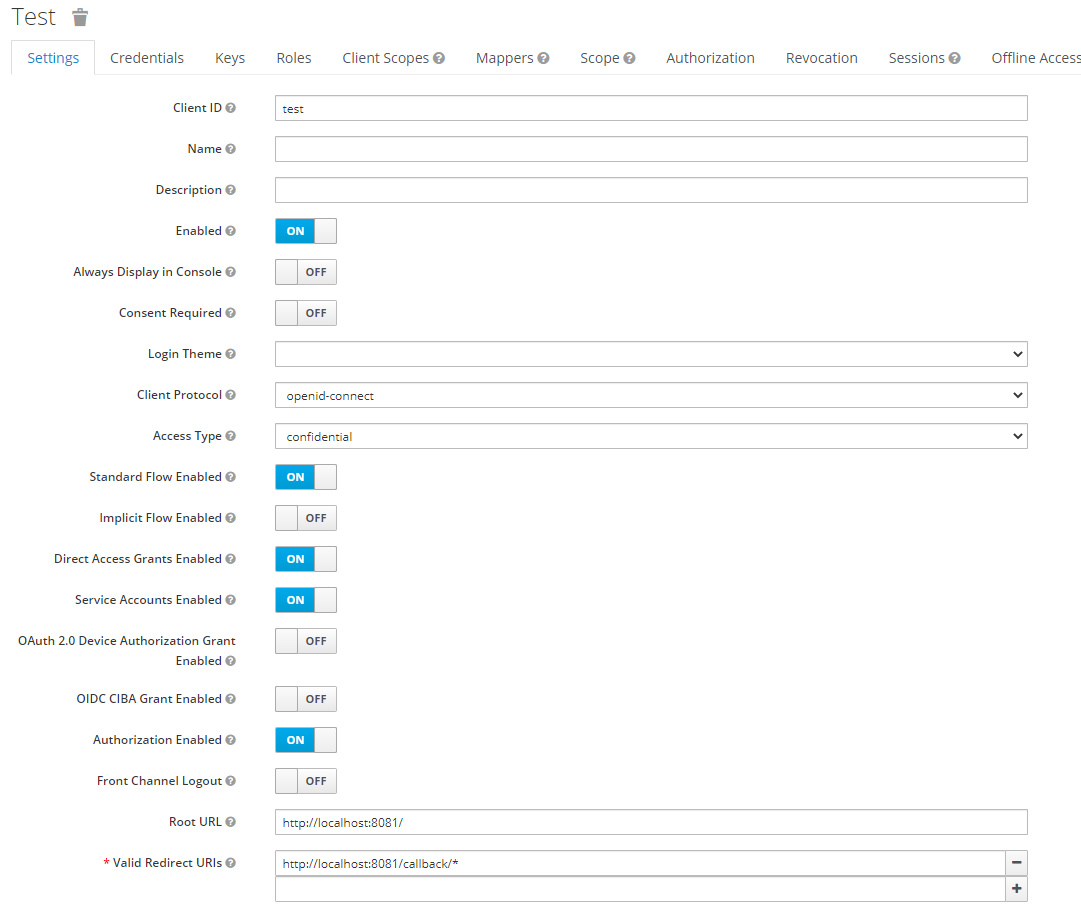 Test
Settings Credentials Keys Roles Client Scopes Mappers Scope Authorization Revocation Sessions Offline Access
Client ID test
Name
Description
Enabled ON
Always Display in Console OFF
Consent Required OFF
Login Theme
Client Protocol openid-connect
Access Type confidential
Standard Flow Enabled ON
Implicit Flow Enabled OFF
Direct Access Grants Enabled ON
Service Accounts Enabled ON
OAuth 2.0 Device Authorization Grant OFF
Enabled
OIDC CIBA Grant Enabled OFF
Authorization Enabled ON
Front Channel Logout OFF
Root URL http://localhost:8081/
* Valid Redirect URIs http://localhost:8081/callback/*